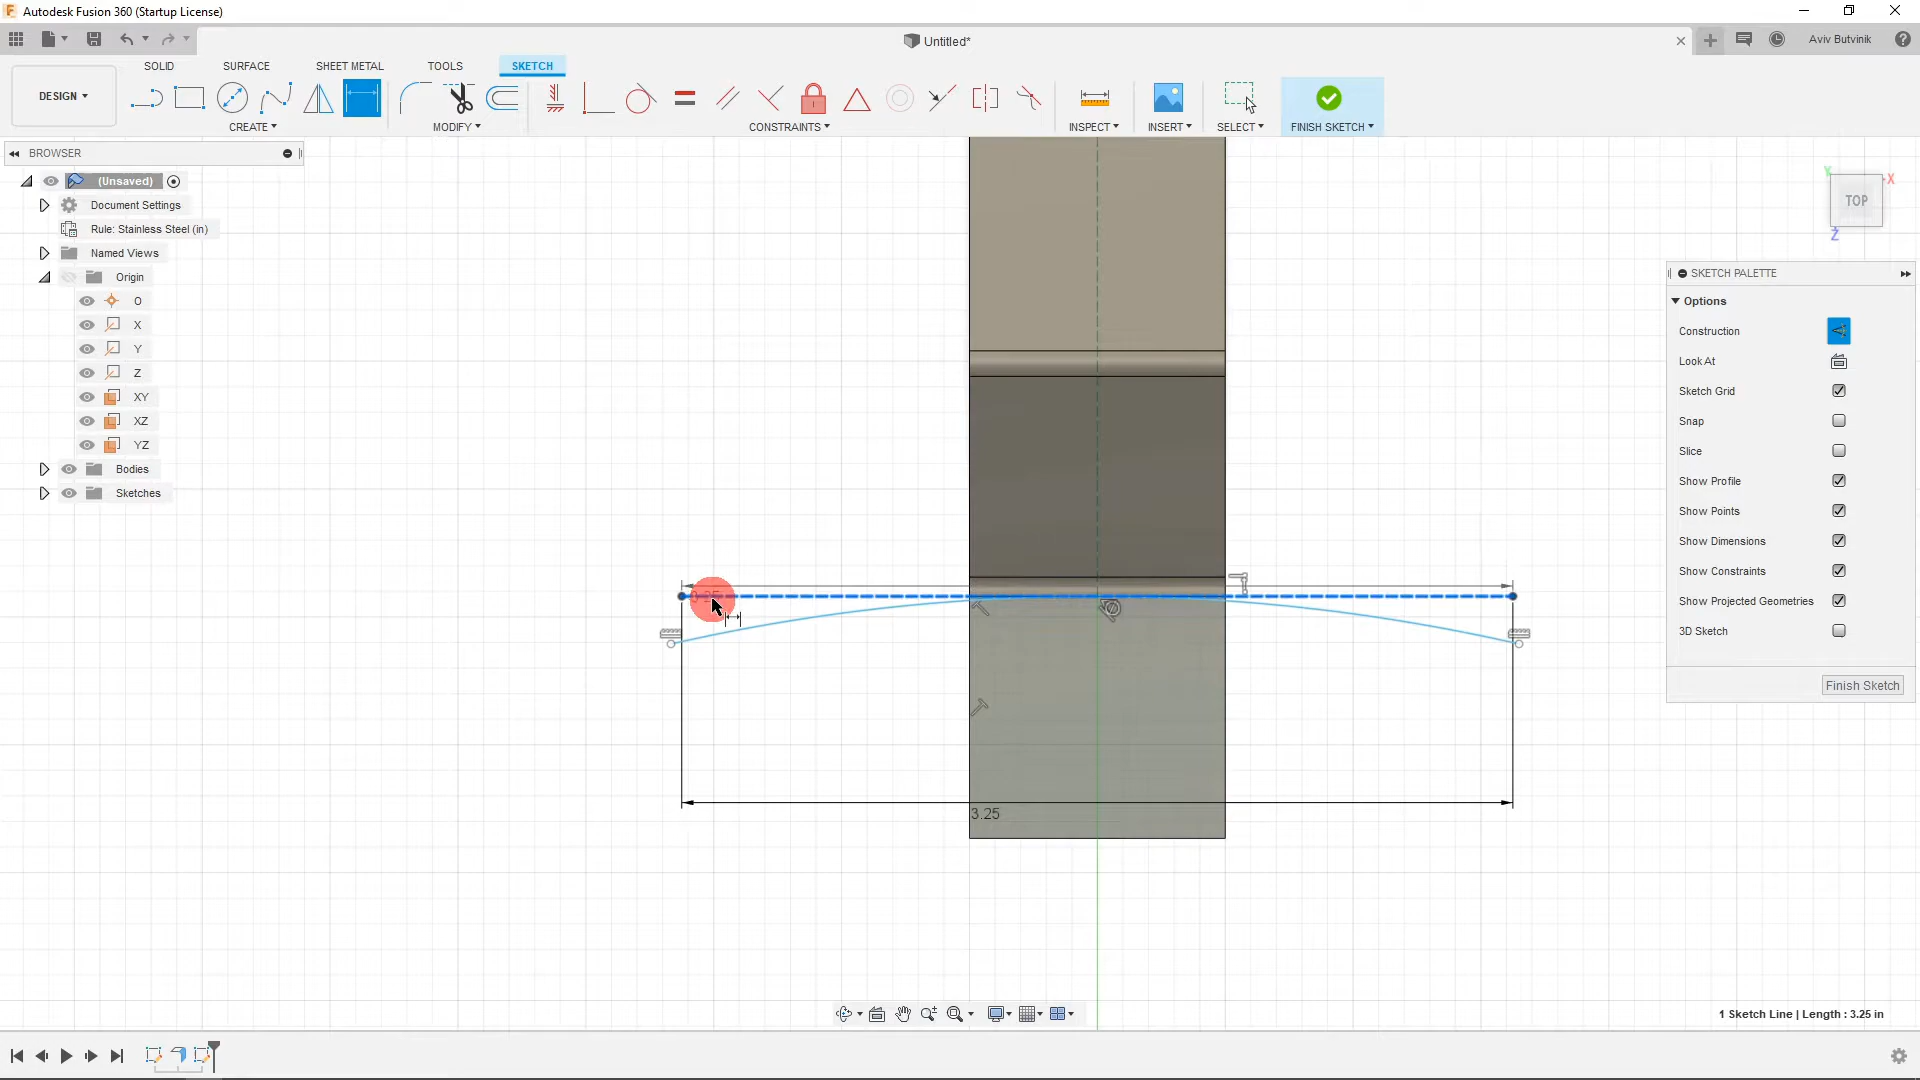 Autodesk Fusion 360 (Startup License)
Untitled*
Aviv Butvinik
SOLID
SURFACE
SHEET METAL
TOOLS
SKETCH
DESIGN
CREATE
MODIFY
CONSTRAINTS
INSPECT
INSERT
SELECT
FINISH SKETCH
BROWSER
(Unsaved)
Document Settings
Rule: Stainless Steel (in)
Named Views
Origin
O
X
Y
Z
XY
XZ
YZ
Bodies
Sketches
Y
X
TOP
Z
SKETCH PALETTE
Options
Construction
Look At
Sketch Grid
Snap
Slice
Show Profile
Show Points
Show Dimensions
Show Constraints
Show Projected Geometries
3D Sketch
Finish Sketch
3.25
1 Sketch Line | Length : 3.25 in